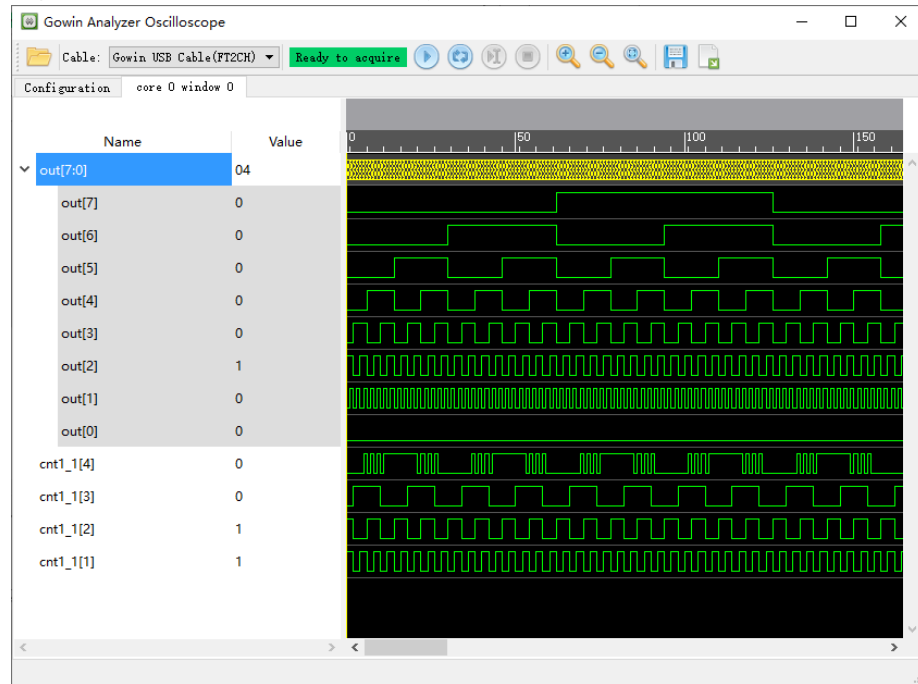 Gowin Analyzer Oscilloscope
Cable: Gowin USB Cable(FT2CH) Ready to acquire
Configuration core 0 window 0
Name Value 0 50 100 150
out[7:0] 04
out[7] 0
out[6] 0
out[5] 0
out[4] 0
out[3] 0
out[2] 1
out[1] 0
out[0] 0
cnt1_1[4] 0
cnt1_1[3] 0
cnt1_1[2] 1
cnt1_1[1] 1